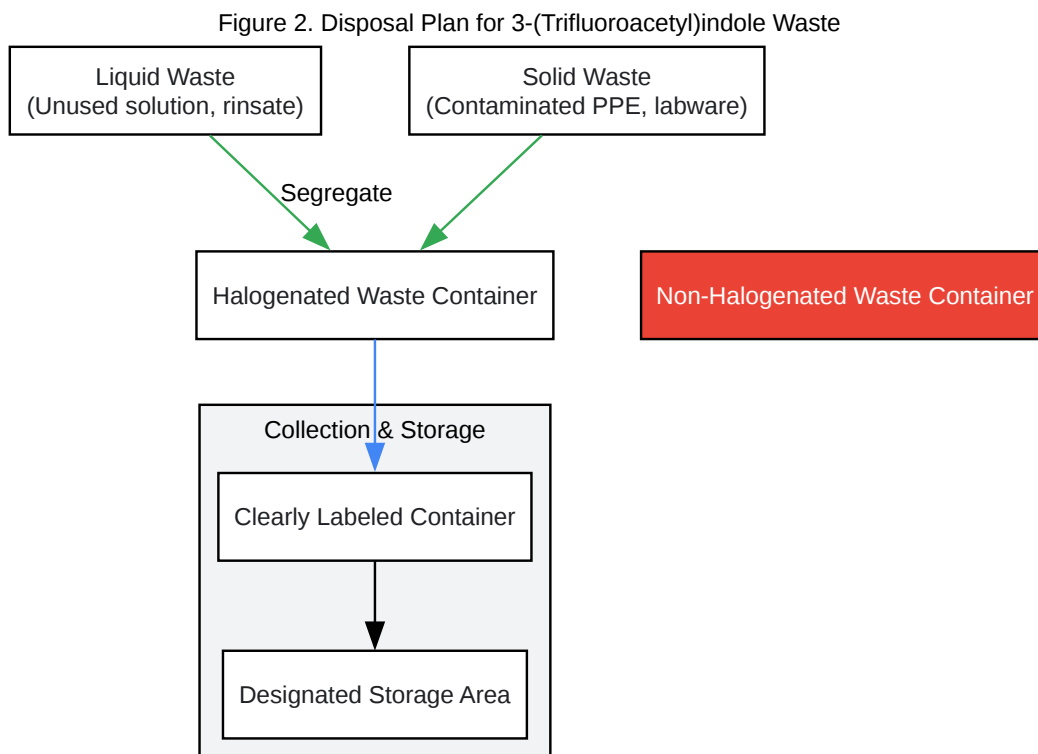 Figure 2. Disposal Plan for 3-(Trifluoroacetyl)indole Waste
Liquid Waste
(Unused solution, rinsate)
Solid Waste
(Contaminated PPE, labware)
Segregate
Halogenated Waste Container
Non-Halogenated Waste Container
Collection & Storage
Clearly Labeled Container
Designated Storage Area